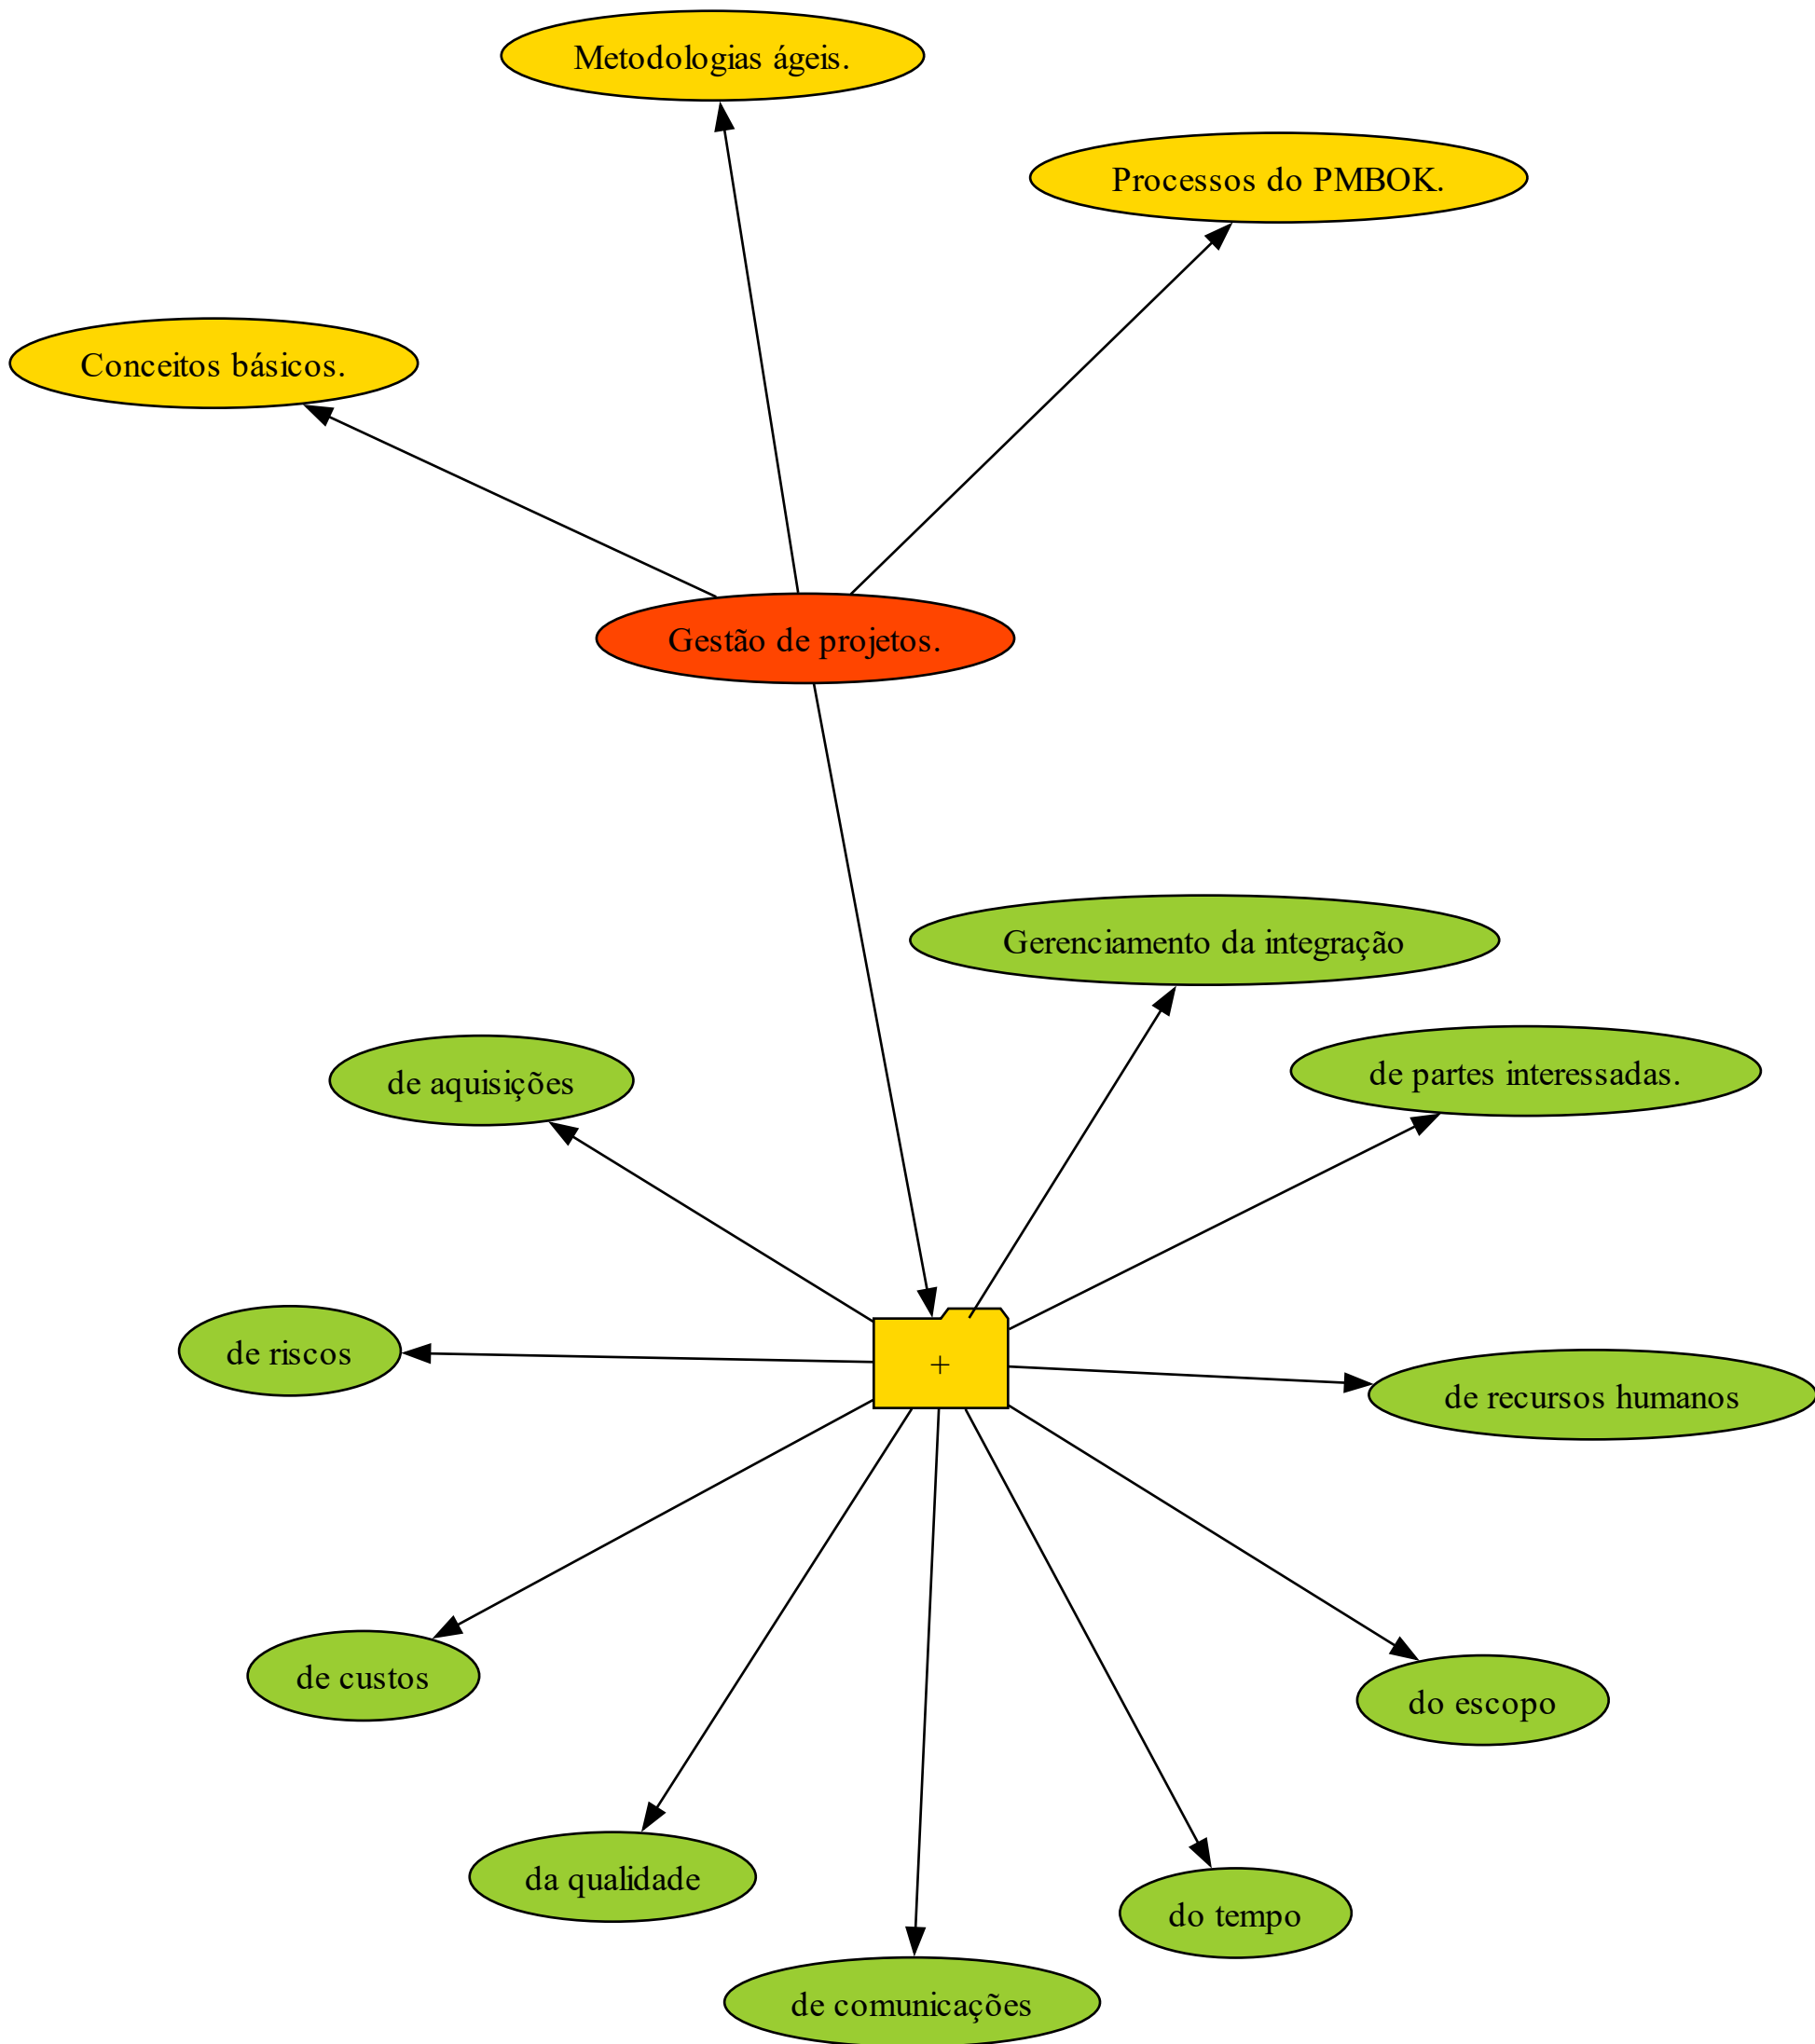 Metodologias ágeis.
Processos do PMBOK.
Conceitos básicos.
Gestão de projetos.
Gerenciamento da integração
de partes interessadas.
de aquisições
de riscos
+
de recursos humanos
de custos
do escopo
da qualidade
do tempo
de comunicações